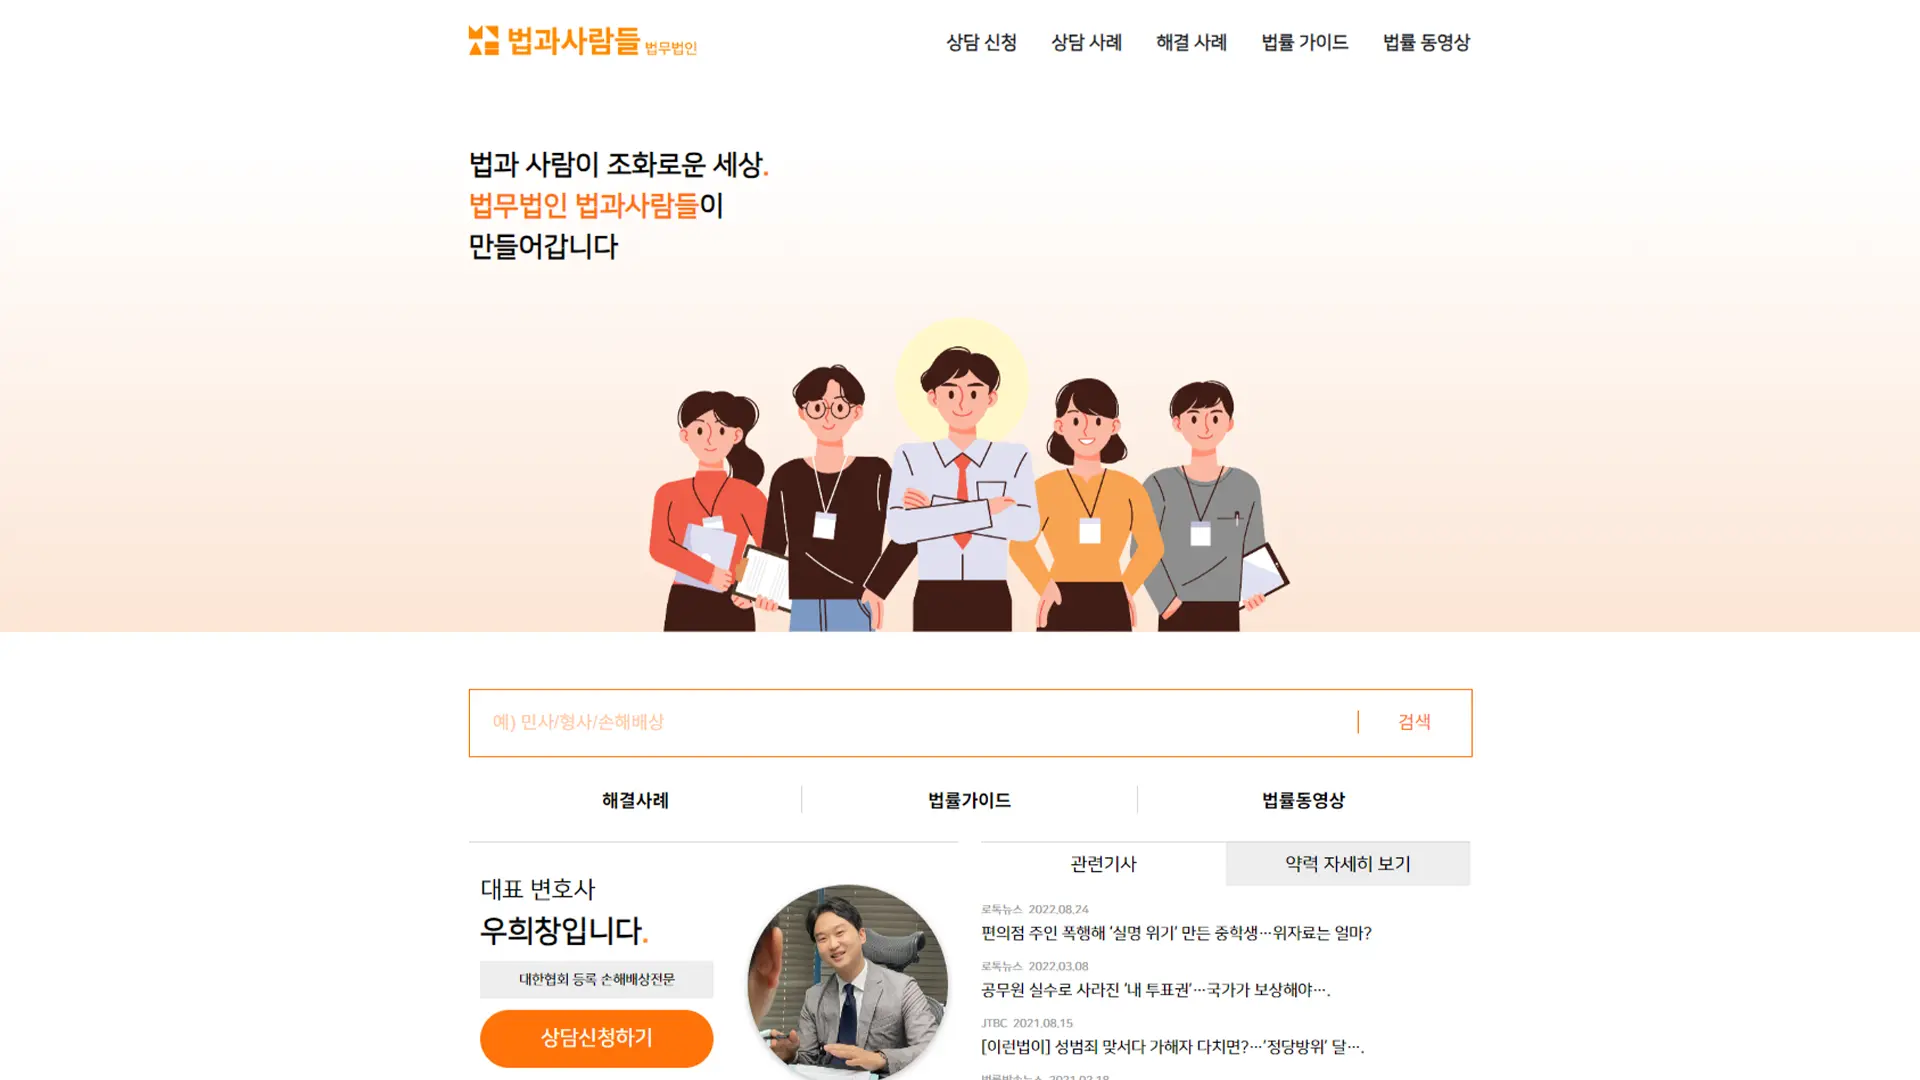 법과사람들 법무법인
상담 신청 상담 사례 해결 사례 법률 가이드 법률 동영상
법과 사람이 조화로운 세상.
법무법인 법과사람들이
만들어갑니다
예) 민사/형사/손해배상
검색
해결사례 법률가이드 법률동영상
대표 변호사
우희창입니다.
대한협회 등록 손해배상전문
상담신청하기
관련기사 약력 자세히 보기
로톡뉴스 2022.08.24
편의점 주인 폭행해 ‘실명 위기’ 만든 중학생…위자료는 얼마?
로톡뉴스 2022.03.08
공무원 실수로 사라진 ‘내 투표권’…국가가 보상해야….
JTBC 2021.08.15
[이런법이] 성범죄 맞서다 가해자 다치면?…’정당방위’ 달….